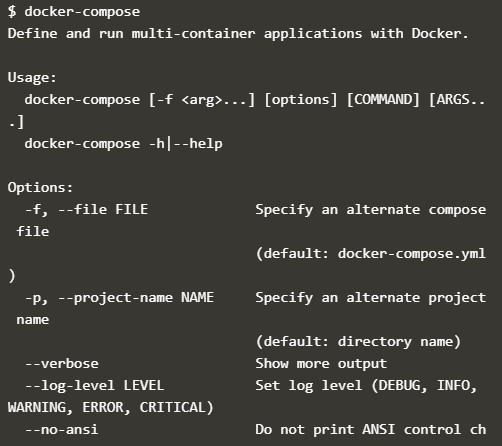 $ docker-compose
Define and run multi-container applications with Docker.

Usage:
  docker-compose [-f <arg>...] [options] [COMMAND] [ARGS..
.]
  docker-compose -h|--help

Options:
  -f, --file FILE             Specify an alternate compose
 file
                              (default: docker-compose.yml
)
  -p, --project-name NAME     Specify an alternate project
 name
                              (default: directory name)
  --verbose                   Show more output
  --log-level LEVEL           Set log level (DEBUG, INFO,
WARNING, ERROR, CRITICAL)
  --no-ansi                   Do not print ANSI control ch